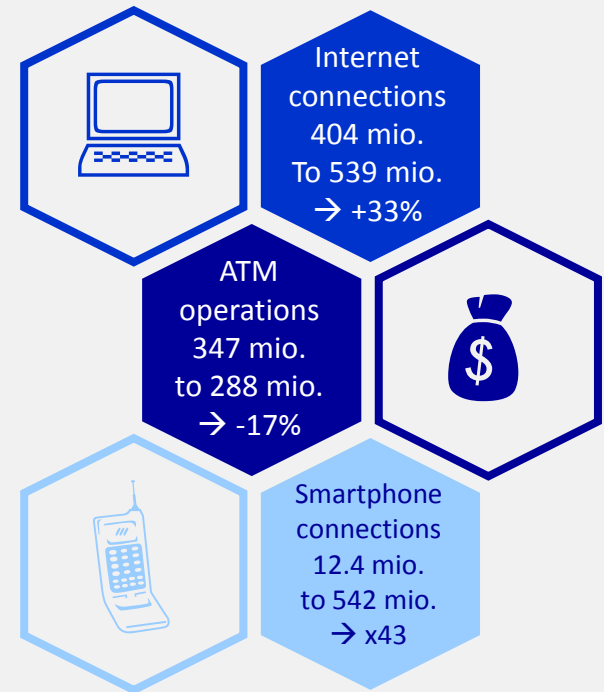 Internet
connections
404 mio.
To 539 mio.
→ +33%
ATM
operations
347 mio.
to 288 mio.
→ -17%
$
Smartphone
connections
12.4 mio.
to 542 mio.
→ x43